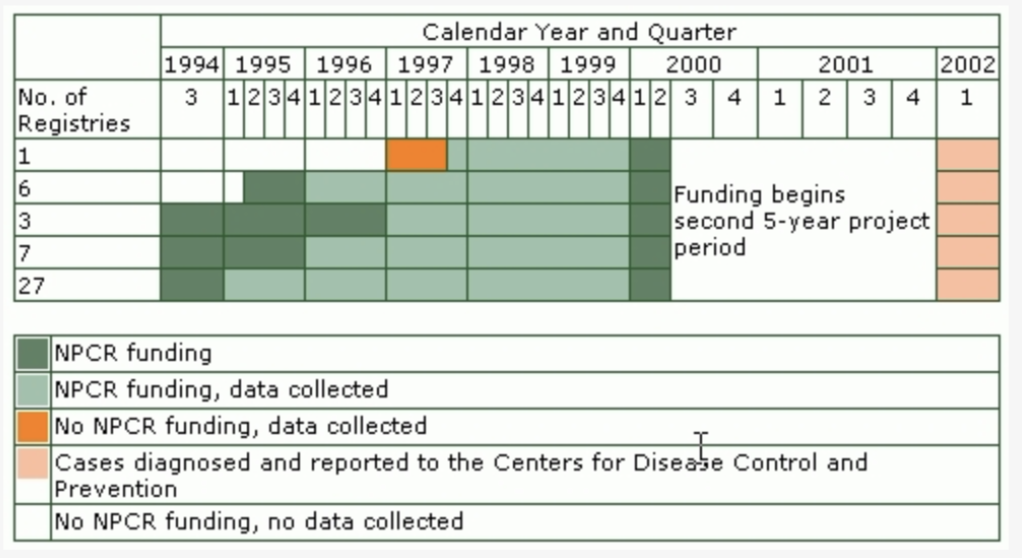 Calendar Year and Quarter
1994 1995 1996 1997 1998 1999 2000 2001 2002
No. of Registries 3 1 2 3 4 1 2 3 4 1 2 3 4 1 2 3 4 1 2 3 4 1 2 3 4 1 2 3 4 1
1
6
3
7
27
Funding begins
second 5-year project
period
NPCR funding
NPCR funding, data collected
No NPCR funding, data collected
Cases diagnosed and reported to the Centers for Disease Control and
Prevention
No NPCR funding, no data collected